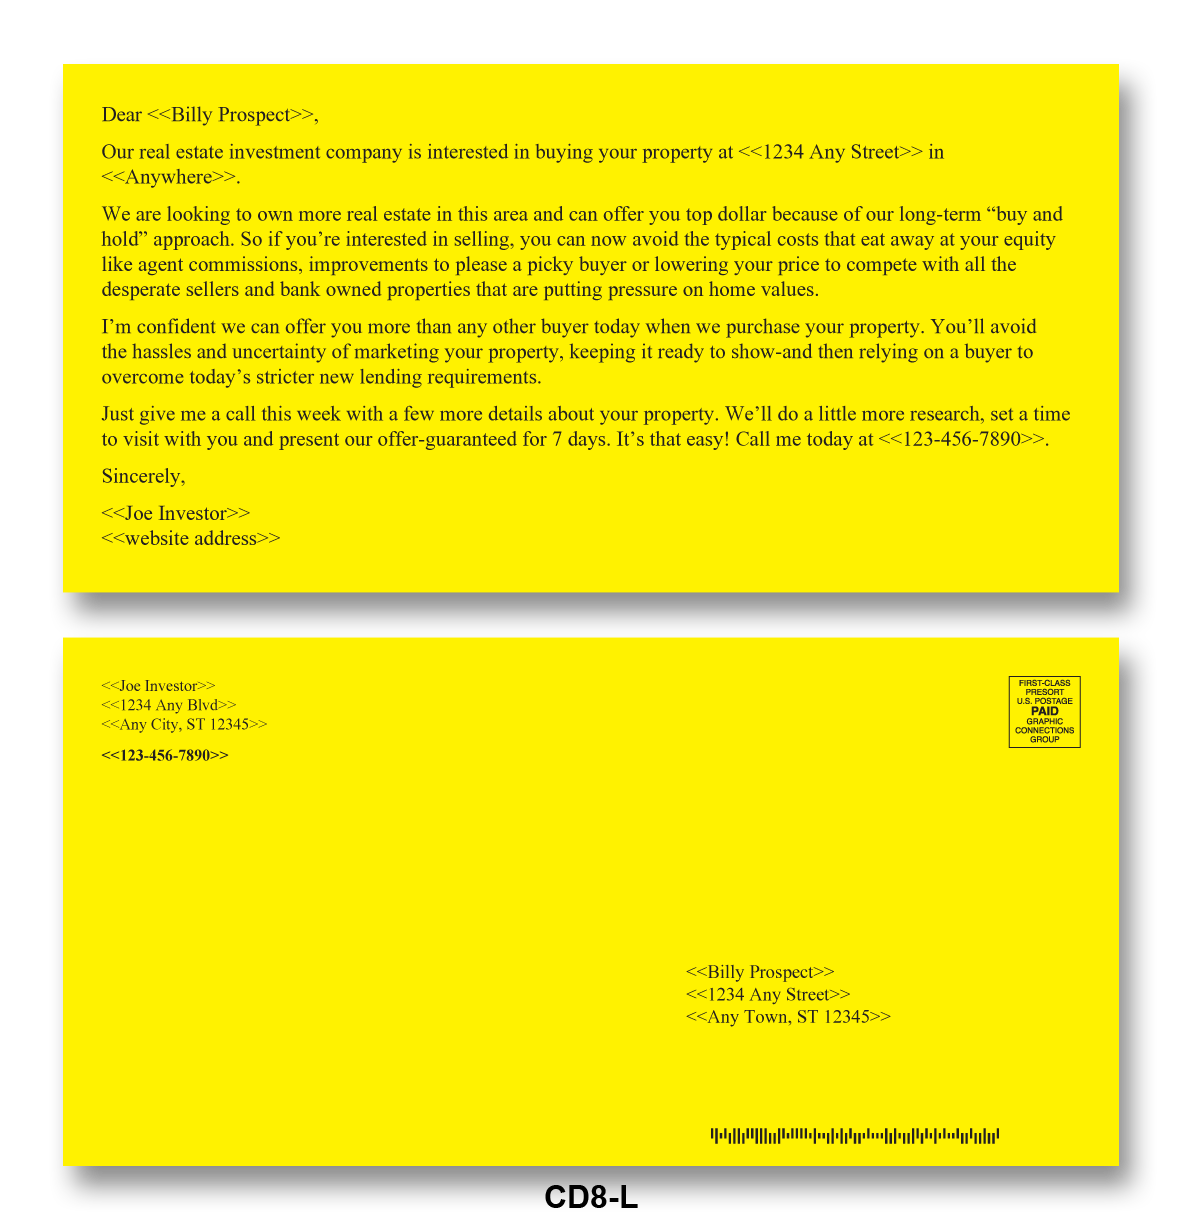 Dear <<Billy Prospect>>,
Our real estate investment company is interested in buying your property at <<1234 Any Street>> in
<<Anywhere>>.
We are looking to own more real estate in this area and can offer you top dollar because of our long-term “buy and
hold” approach. So if you’re interested in selling, you can now avoid the typical costs that eat away at your equity
like agent commissions, improvements to please a picky buyer or lowering your price to compete with all the
desperate sellers and bank owned properties that are putting pressure on home values.
I’m confident we can offer you more than any other buyer today when we purchase your property. You’ll avoid
the hassles and uncertainty of marketing your property, keeping it ready to show-and then relying on a buyer to
overcome today’s stricter new lending requirements.
Just give me a call this week with a few more details about your property. We’ll do a little more research, set a time
to visit with you and present our offer-guaranteed for 7 days. It’s that easy! Call me today at <<123-456-7890>>.
Sincerely,
<<Joe Investor>>
<<website address>>
<<Joe Investor>>
<<1234 Any Blvd>>
<<Any City, ST 12345>>
<<123-456-7890>>
FIRST-CLASS
PRESORT
U.S. POSTAGE
PAID
GRAPHIC
CONNECTIONS
GROUP
<<Billy Prospect>>
<<1234 Any Street>>
<<Any Town, ST 12345>>
CD8-L